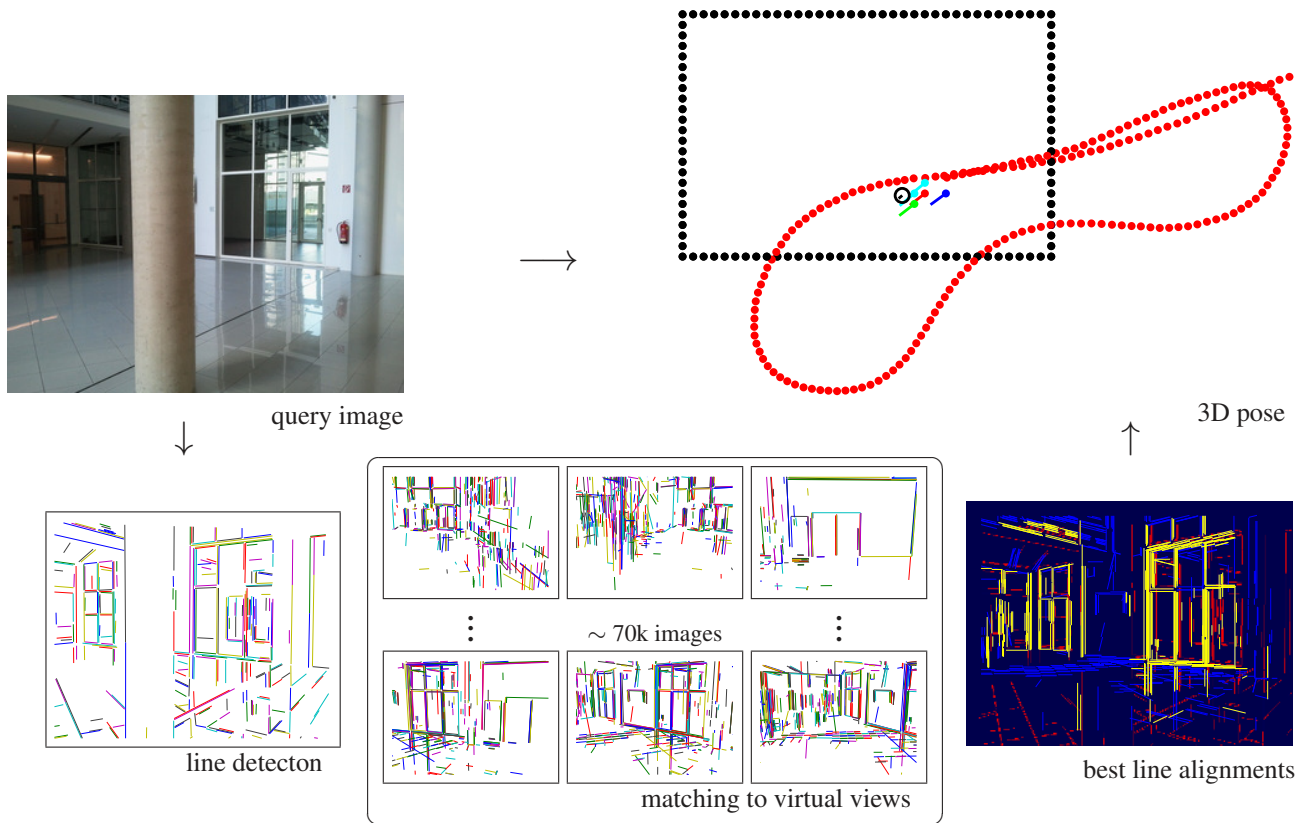 query image
3D pose
~ 70k images
line detecton
matching to virtual views
best line alignments